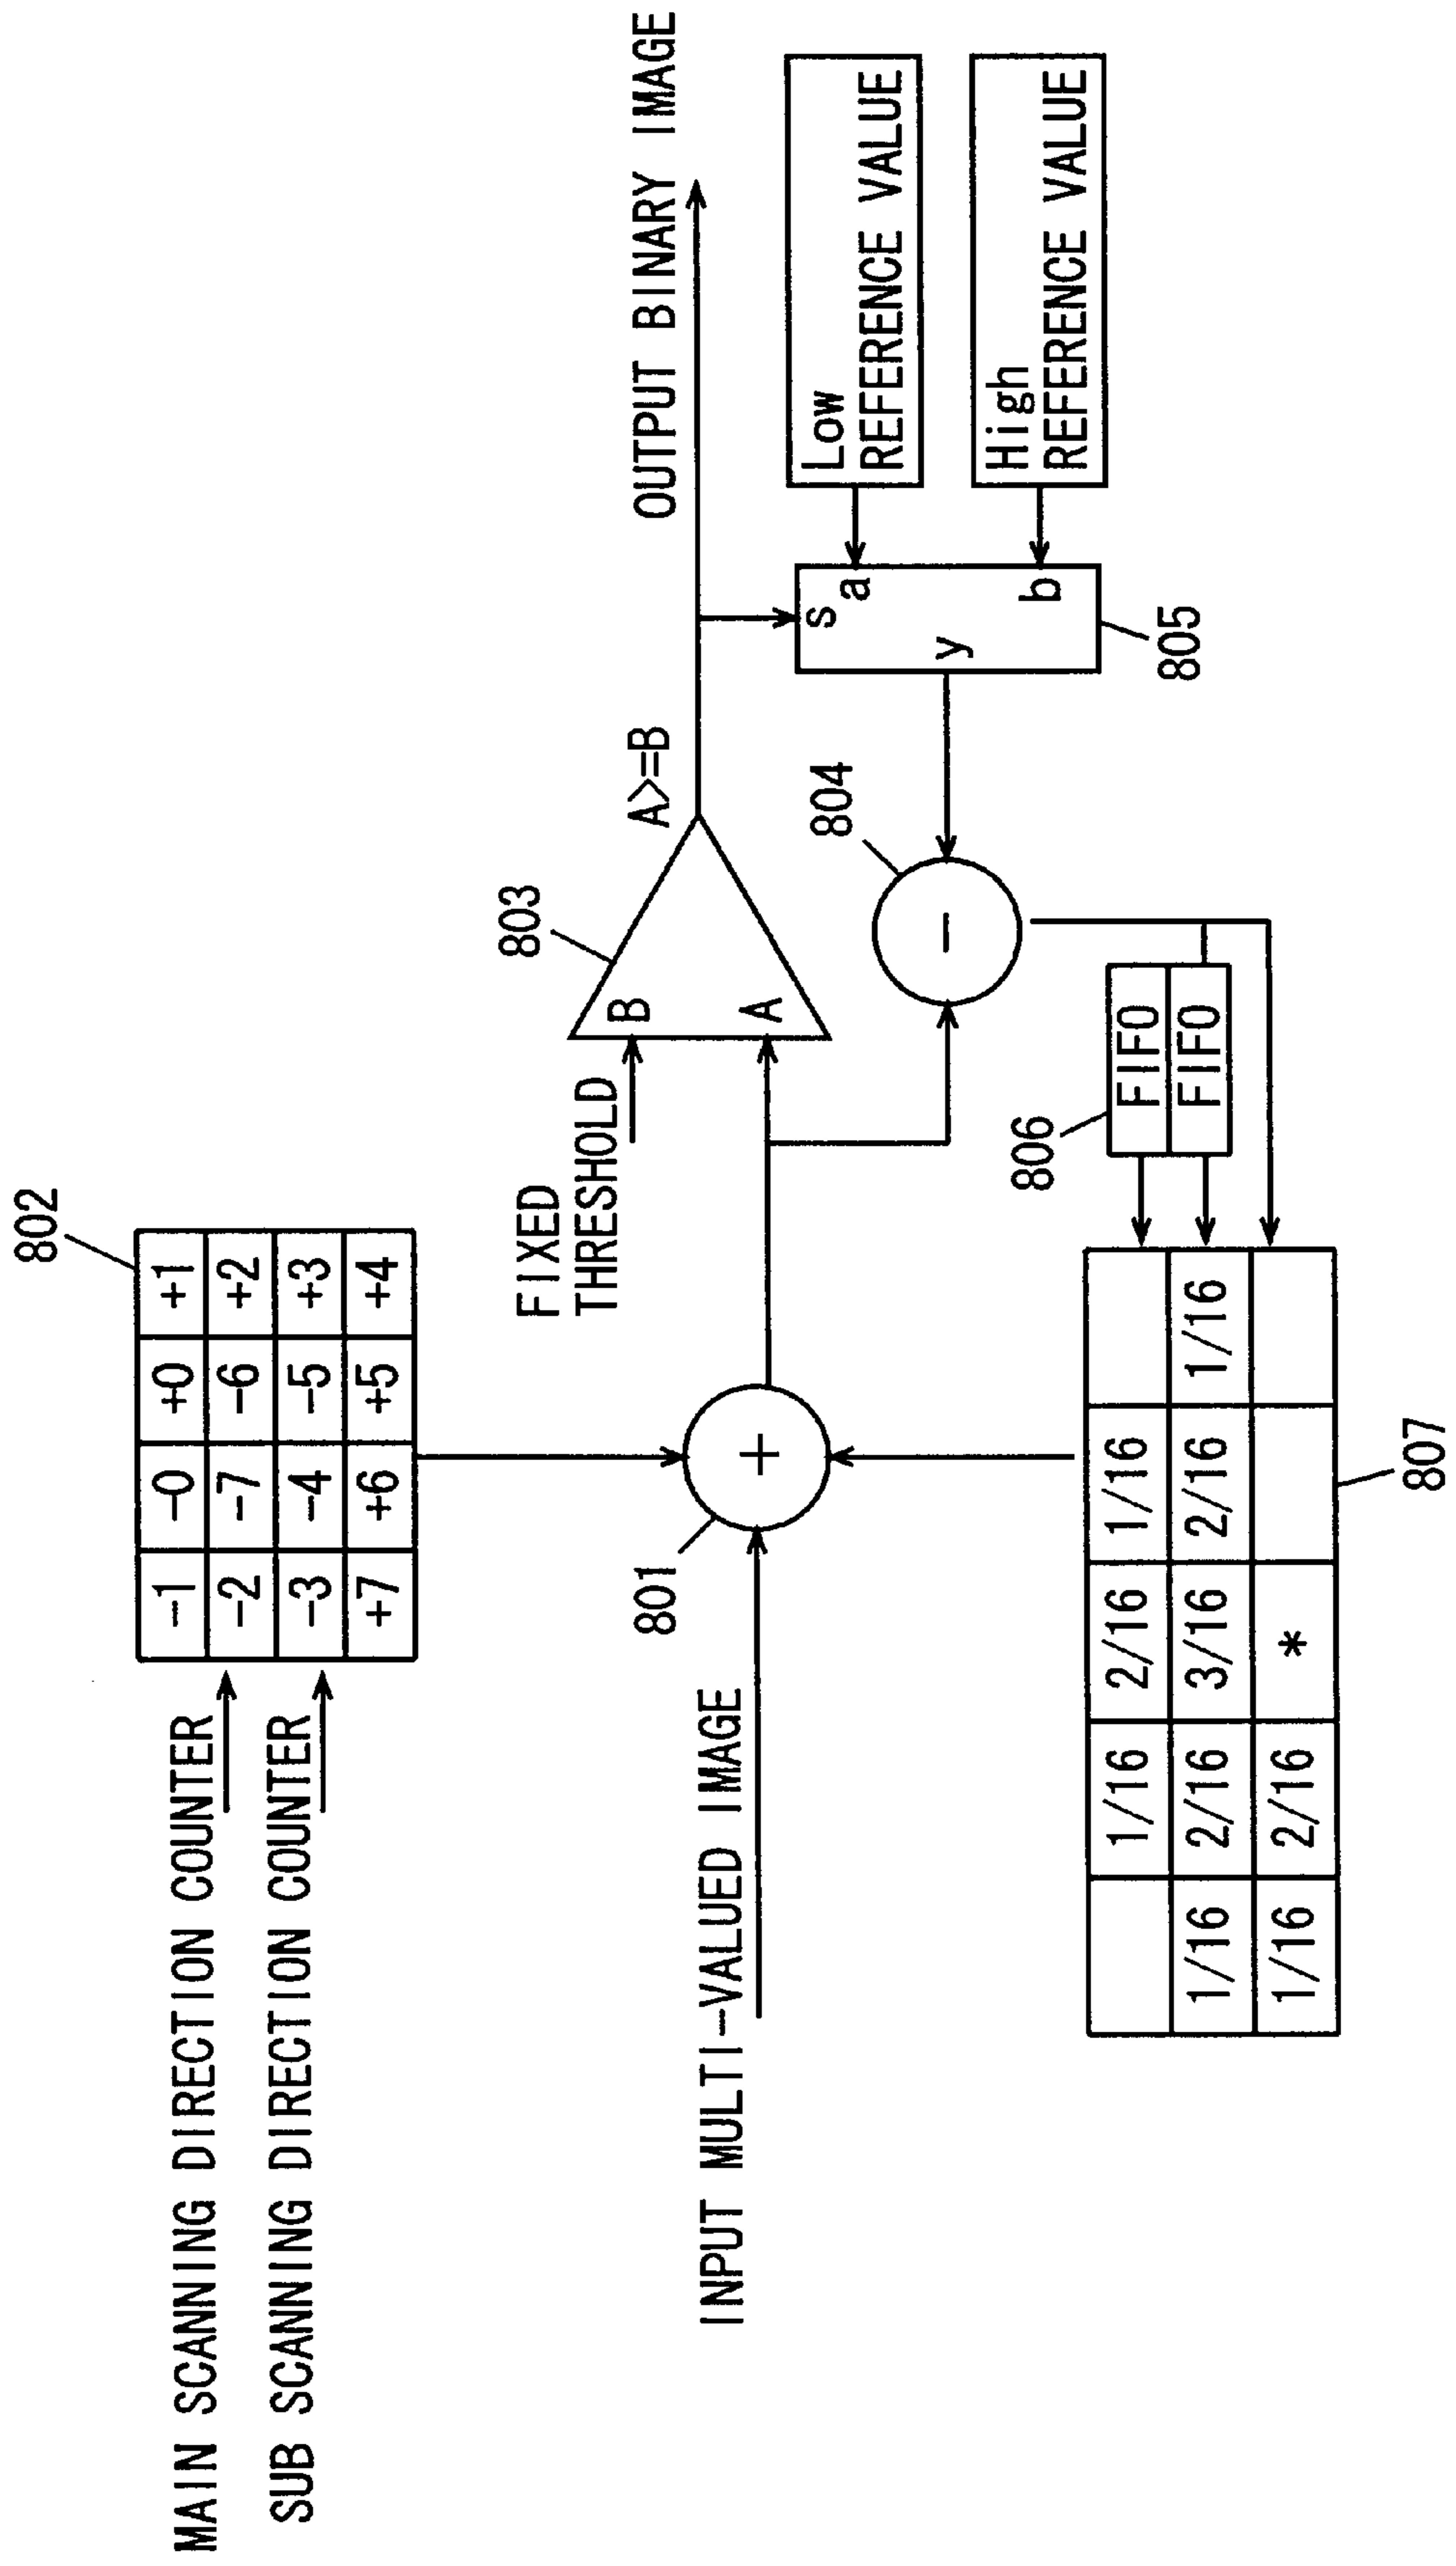 MAIN SCANNING DIRECTION COUNTER
SUB SCANNING DIRECTION COUNTER
802
-1 -0 +0 +1
-2 -7 -6 +2
-3 -4 -5 +3
+7 +6 +5 +4
OUTPUT BINARY IMAGE
FIXED
THRESHOLD
803
B
A
A>=B
INPUT MULTI-VALUED IMAGE
801
+
804
-
s
a
b
y
805
Low
REFERENCE VALUE
High
REFERENCE VALUE
806
FIFO
FIFO
1/16 2/16 1/16
1/16 2/16 3/16 2/16 1/16
1/16 2/16 *
807